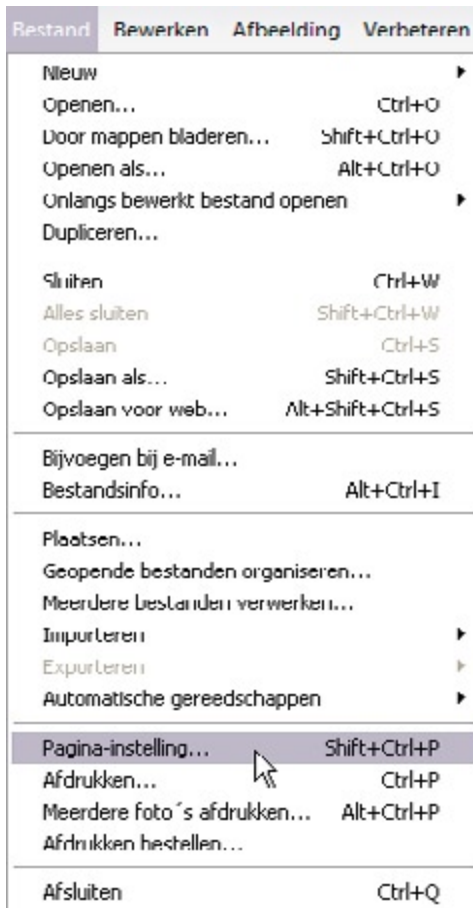 Bestand Bewerken Afbeelding Verbeteren
Nieuw
Openen... Ctrl+O
Door mappen bladeren... Shift+Ctrl+O
Openen als... Alt+Ctrl+O
Onlangs bewerkt bestand openen
Dupliceren...
Sluiten Ctrl+W
Alles sluiten Shift+Ctrl+W
Opslaan Ctrl+S
Opslaan als... Shift+Ctrl+S
Opslaan voor web... Alt+Shift+Ctrl+S
Bijvoegen bij e-mail...
Bestandsinfo... Alt+Ctrl+I
Plaatsen...
Geopende bestanden organiseren...
Meerdere bestanden verwerken...
Importeren
Exporteren
Automatische gereedschappen
Pagina-instelling... Shift+Ctrl+P
Afdrukken... Ctrl+P
Meerdere foto´s afdrukken... Alt+Ctrl+P
Afdrukken bestellen...
Afsluiten Ctrl+Q